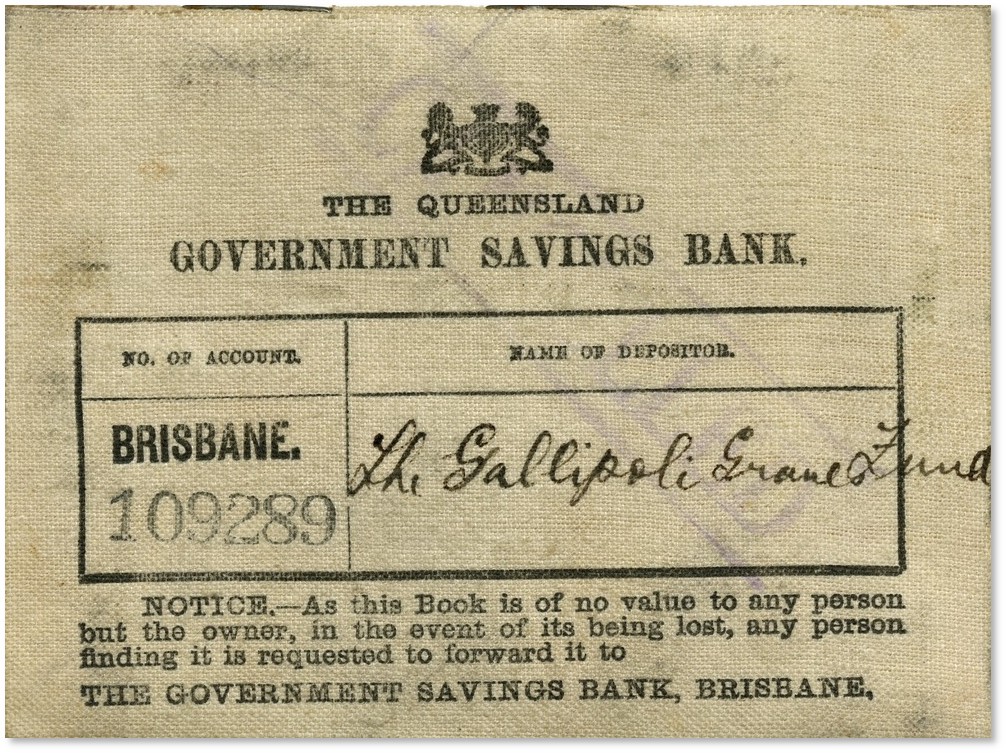 THE QUEENSLAND
GOVERNMENT SAVINGS BANK.
NO. OF ACCOUNT.
NAME OF DEPOSITOR.
BRISBANE.
109289
The Gallipoli Graves Fund
NOTICE.—As this Book is of no value to any person
but the owner, in the event of its being lost, any person
finding it is requested to forward it to
THE GOVERNMENT SAVINGS BANK, BRISBANE.